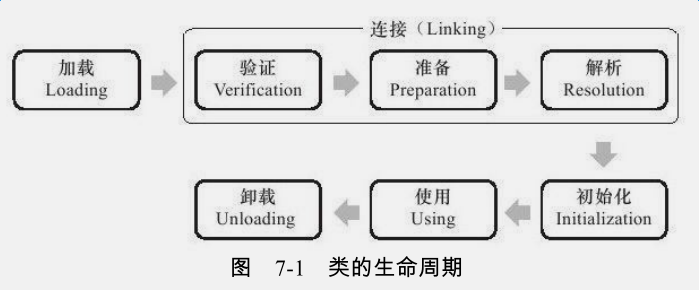 连接（Linking）
加载
Loading
验证
Verification
准备
Preparation
解析
Resolution
初始化
Initialization
使用
Using
卸载
Unloading
图 7-1 类的生命周期